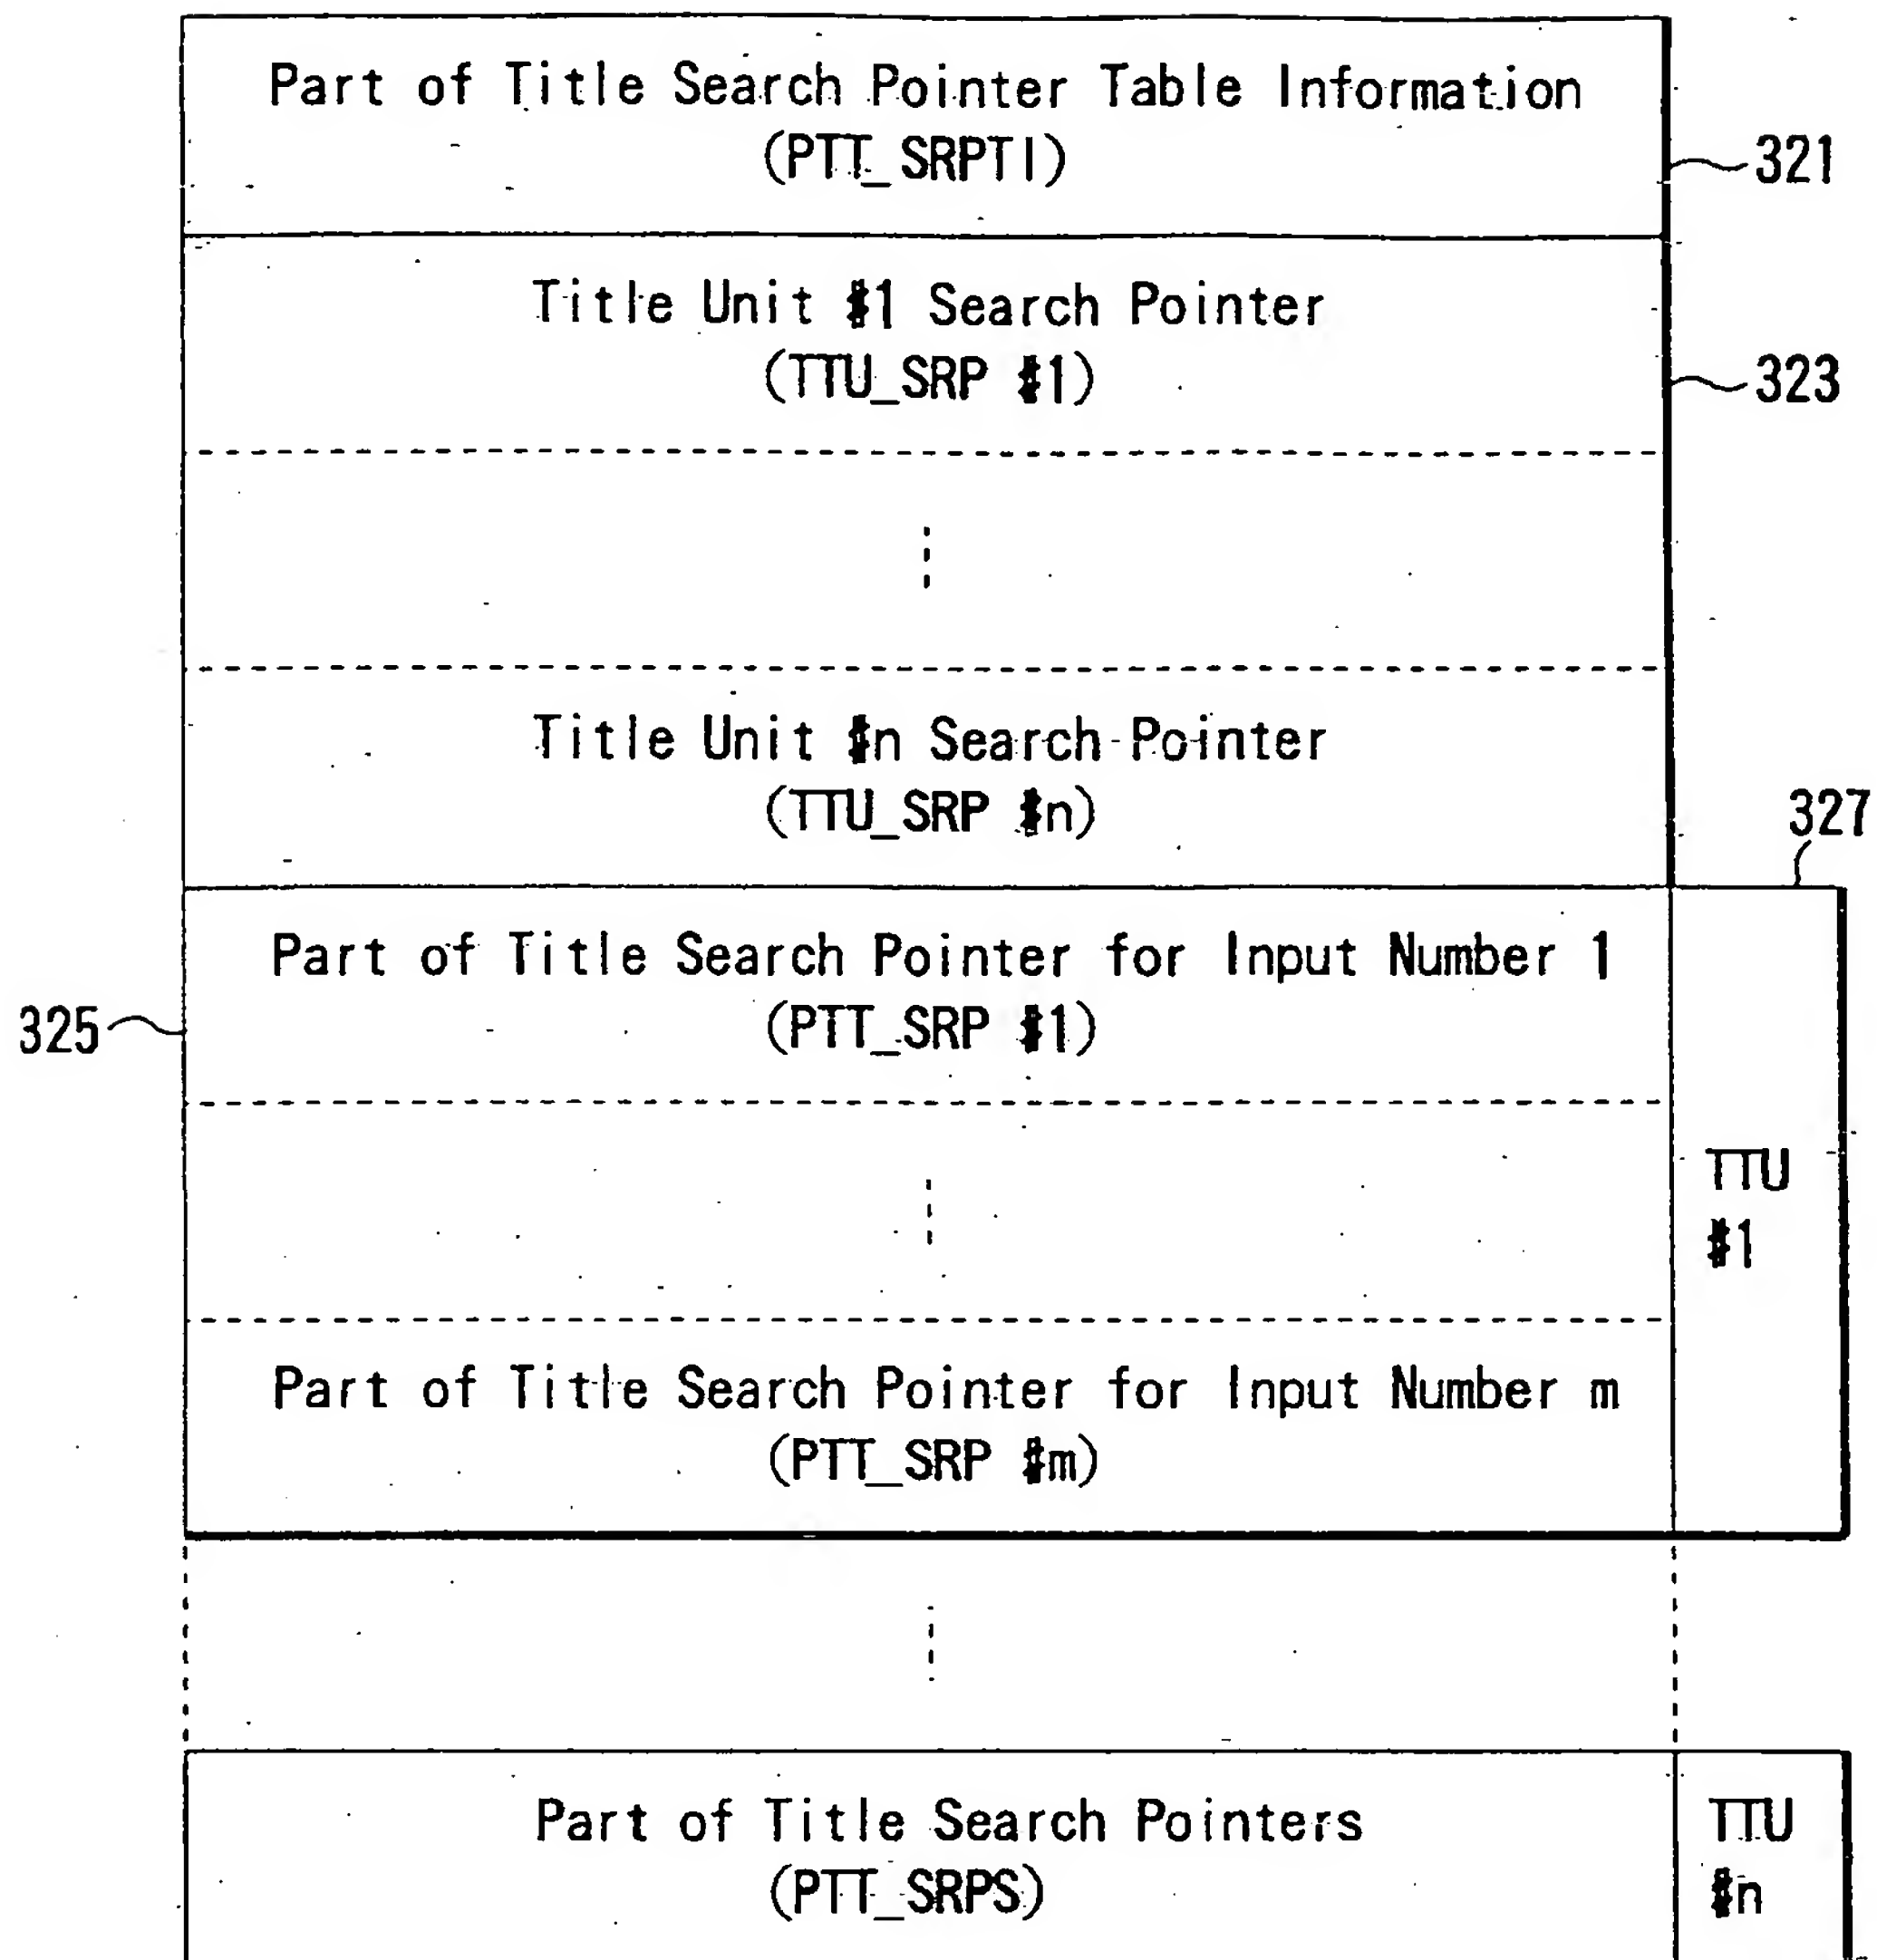 Part of Title Search Pointer Table Information
(PTT_SRPTI)
321
Title Unit #1 Search Pointer
(TTU_SRP #1)
323
Title Unit #n Search Pointer
(TTU_SRP #n)
327
Part of Title Search Pointer for Input Number 1
(PTT_SRP #1)
325
TTU
#1
Part of Title Search Pointer for Input Number m
(PTT_SRP #m)
Part of Title Search Pointers
(PTT_SRPS)
TTU
#n